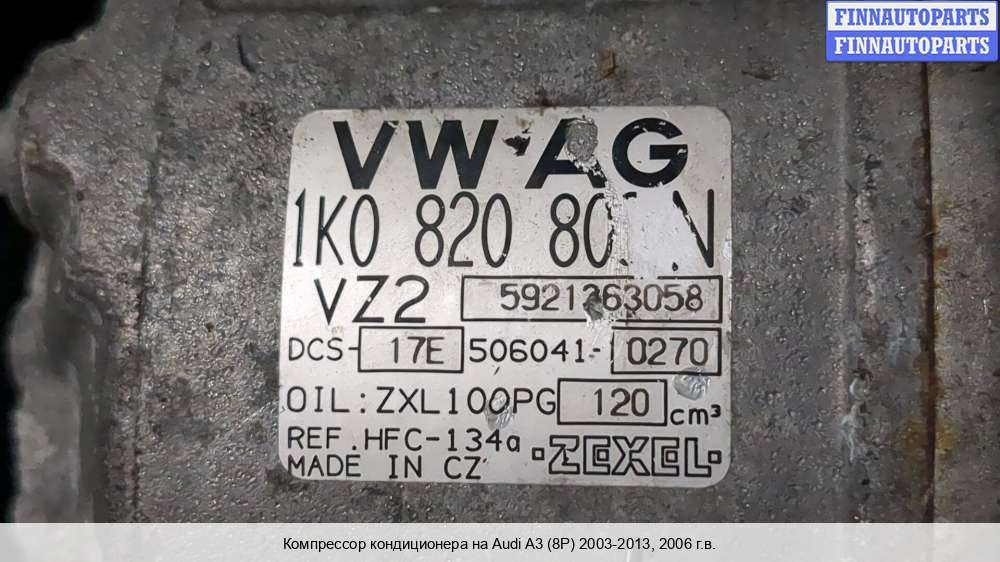 FINNAUTOPARTS
FINNAUTOPARTS
VW AG
1K0 820
VZ2 5921263058
DCS-17E 506041-0270
OIL: ZXL100PG 120 cm³
REF. HFC-134a ZEXEL
MADE IN CZ
Компрессор кондиционера на Audi A3 (8P) 2003-2013, 2006 г.в.